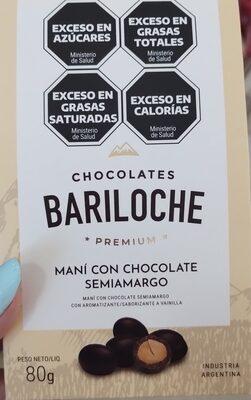 EXCESO EN
AZÚCARES
Ministerio
de Salud
EXCESO EN
GRASAS
TOTALES
Ministerio
de Salud
EXCESO EN
GRASAS
SATURADAS
Ministerio
de Salud
EXCESO EN
CALORÍAS
Ministerio
de Salud
CHOCOLATES
BARILOCHE
* PREMIUM *
MANÍ CON CHOCOLATE
SEMIAMARGO
MANÍ CON CHOCOLATE SEMIAMARGO
CON AROMATIZANTE/SABORIZANTE A VAINILLA
PESO NETO/LIQ
80g
INDUSTRIA
ARGENTINA